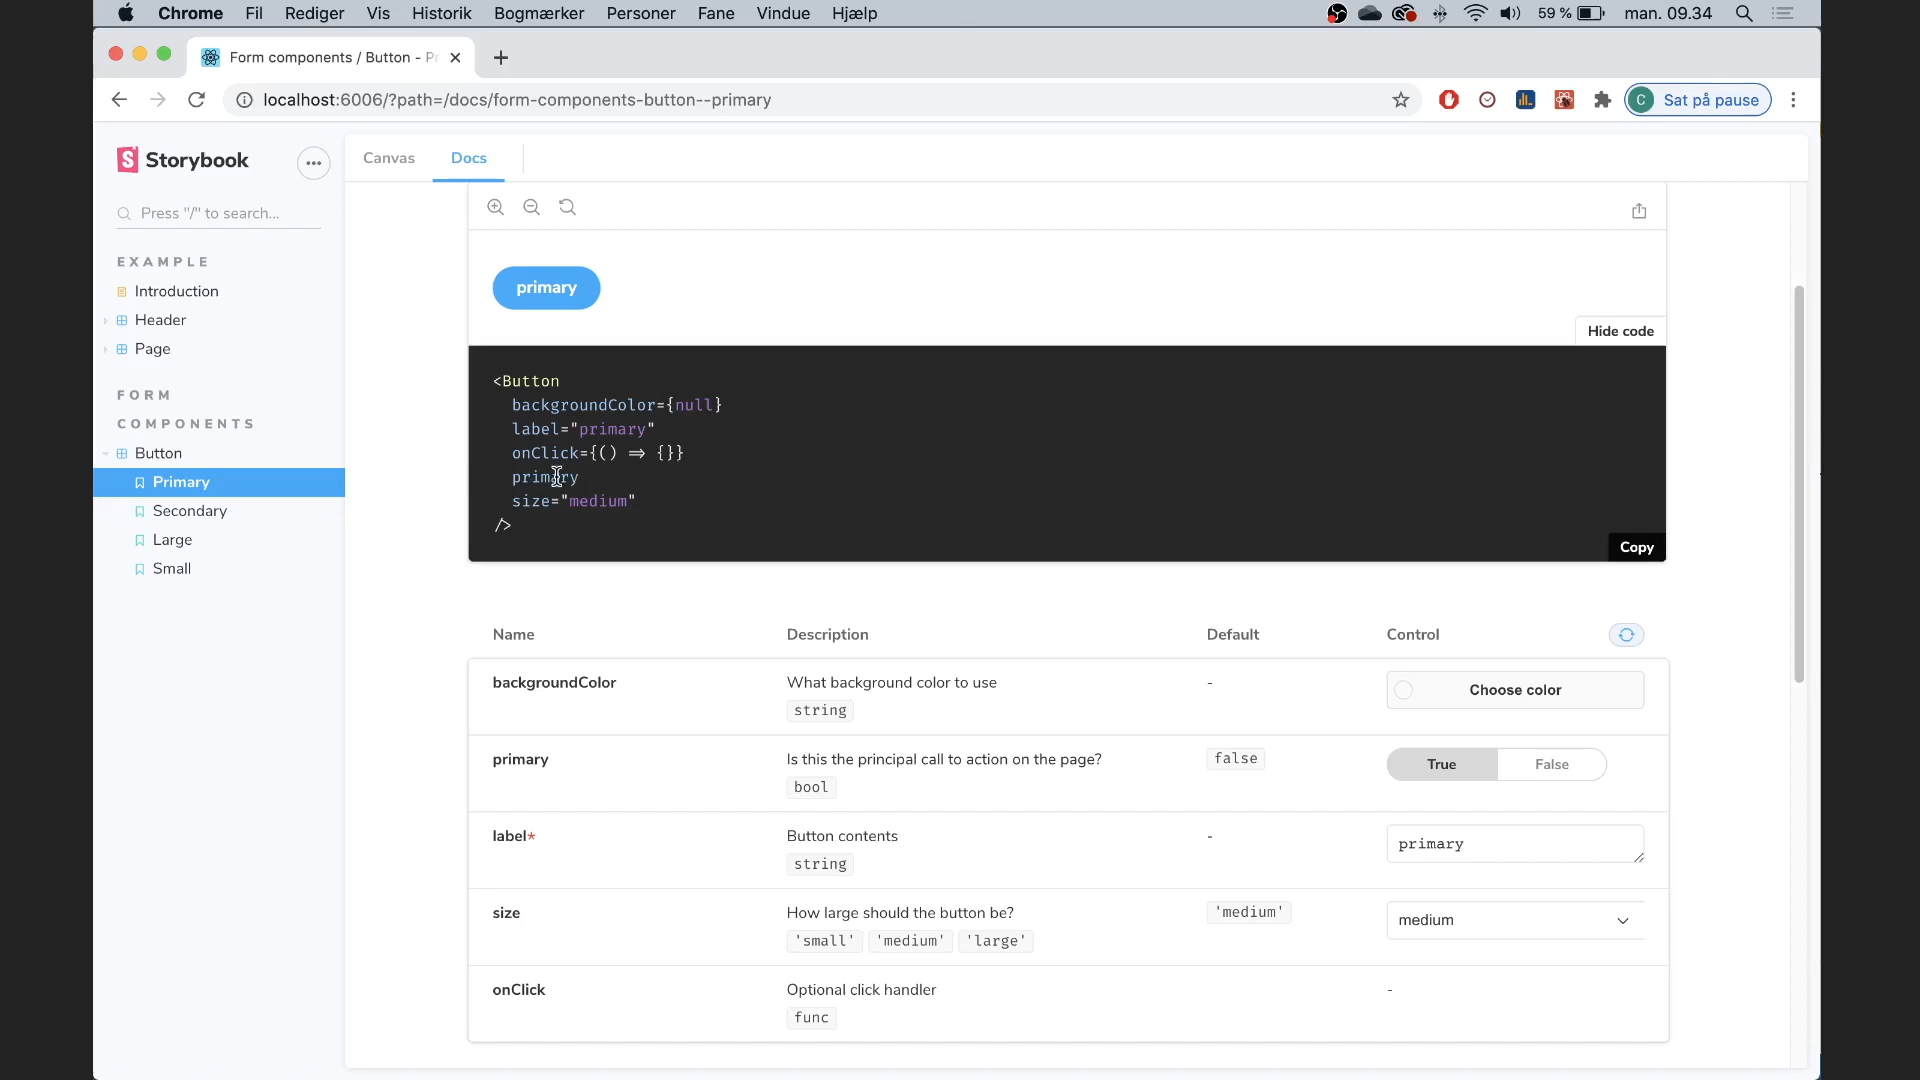 Chrome Fil Rediger Vis Historik Bogmærker Personer Fane Vindue Hjælp 59 % man. 09.34
Form components / Button - Pr
localhost:6006/?path=/docs/form-components-button--primary
C Sat på pause
Storybook
Canvas Docs
Press "/" to search...
EXAMPLE
Introduction
Header
Page
FORM
COMPONENTS
Button
Primary
Secondary
Large
Small
primary
Hide code
<Button
backgroundColor={null}
label="primary"
onClick={() => {}}
primary
size="medium"
/>
Copy
Name Description Default Control
backgroundColor What background color to use - Choose color
string
primary Is this the principal call to action on the page? false True False
bool
label* Button contents - primary
string
size How large should the button be? 'medium' medium
'small' 'medium' 'large'
onClick Optional click handler -
func